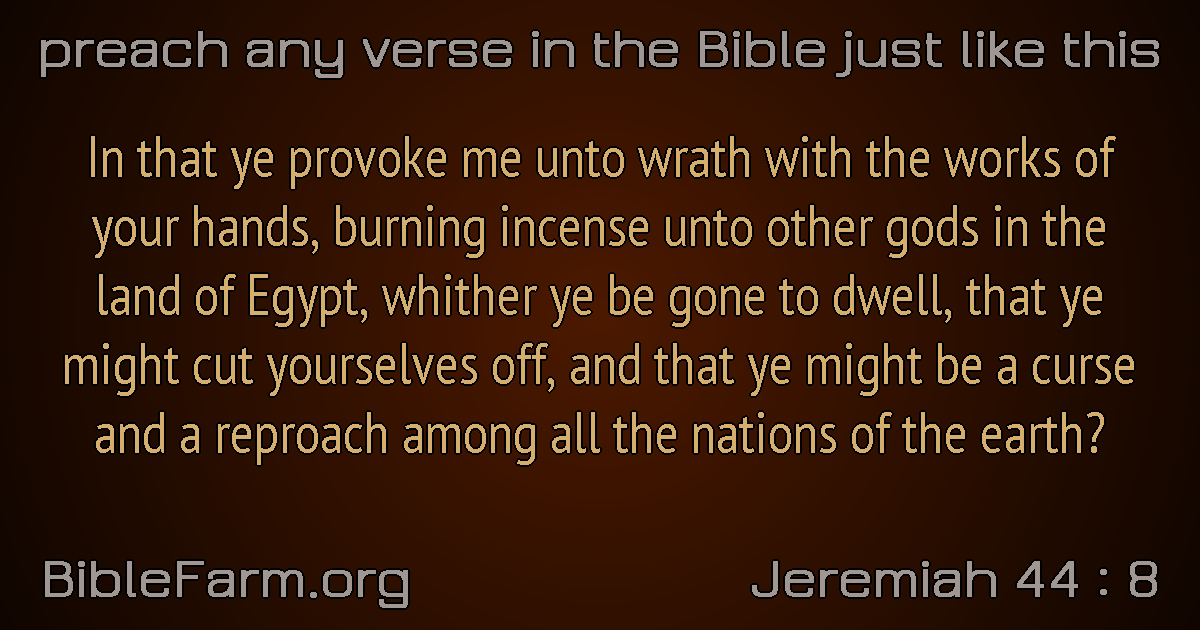 preach any verse in the Bible just like this
In that ye provoke me unto wrath with the works of
your hands, burning incense unto other gods in the
land of Egypt, whither ye be gone to dwell, that ye
might cut yourselves off, and that ye might be a curse
and a reproach among all the nations of the earth?
BibleFarm.org
Jeremiah 44 : 8